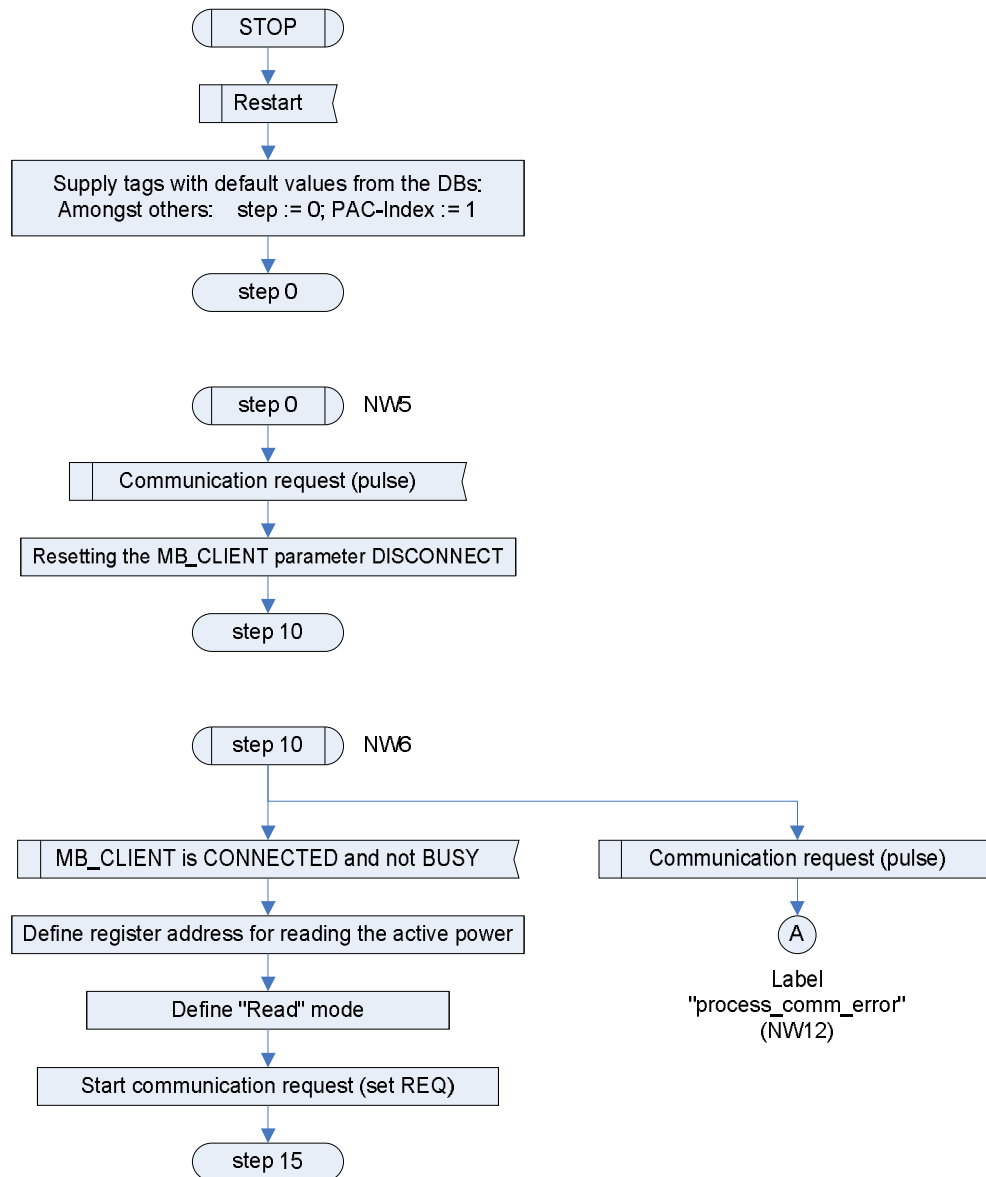 STOP
Restart
Supply tags with default values from the DBs:
Amongst others: step := 0; PAC-Index := 1
step 0
step 0 NW5
Communication request (pulse)
Resetting the MB_CLIENT parameter DISCONNECT
step 10
step 10 NW6
MB_CLIENT is CONNECTED and not BUSY
Communication request (pulse)
Define register address for reading the active power
A
Label
"process_comm_error"
(NW12)
Define "Read" mode
Start communication request (set REQ)
step 15